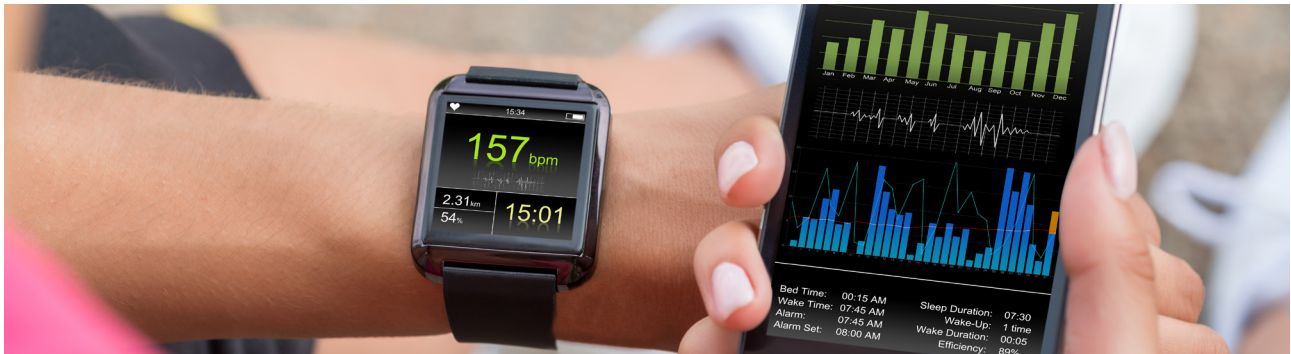 15:34
157 bpm
2.31km
54%
15:01
Jan Feb Mar Apr May Jun Jul Aug Sep Oct Nov Dec
Bed Time: 00:15 AM
Wake Time: 07:45 AM
Alarm: 07:45 AM
Alarm Set: 08:00 AM
Sleep Duration: 07:30
Wake-Up: 1 time
Wake Duration: 00:05
Efficiency: 89%